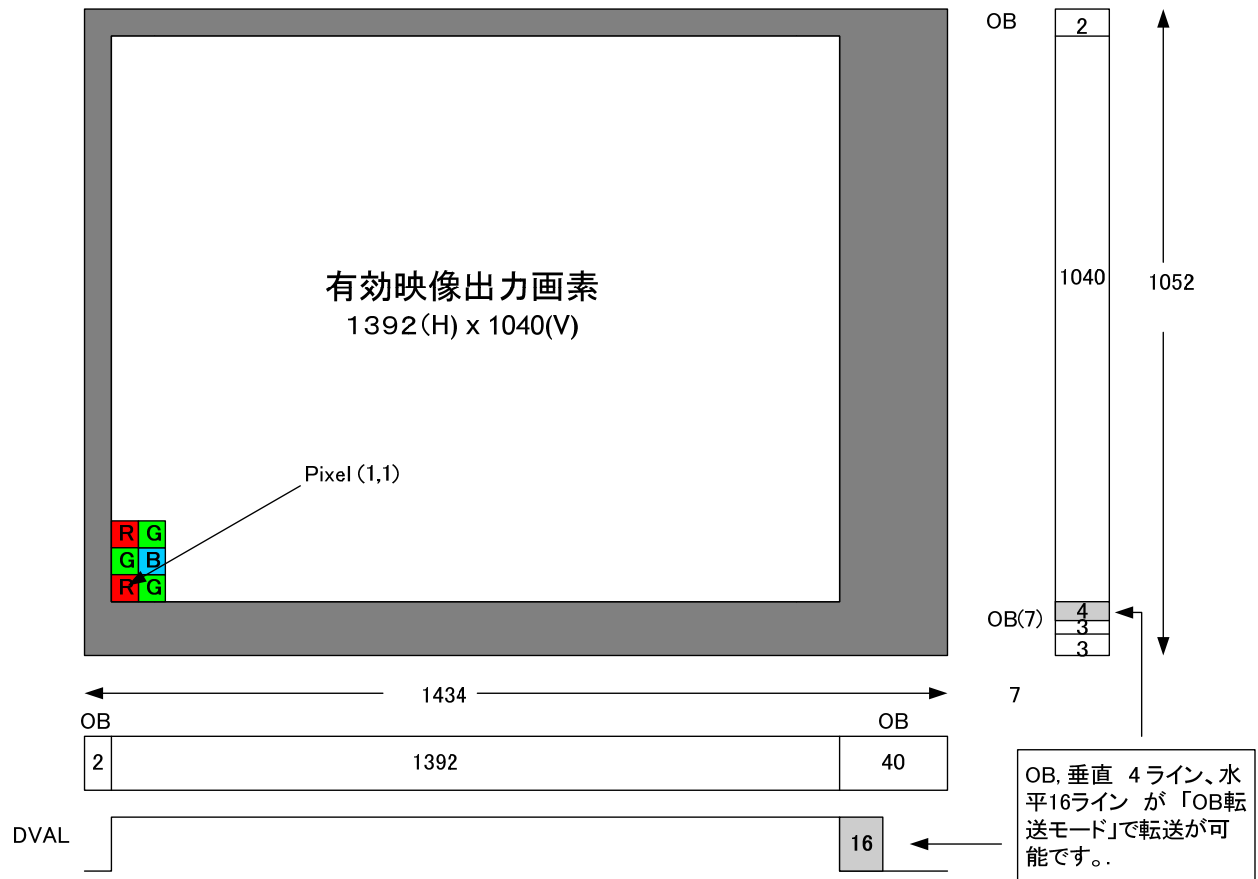 OB
2
有効映像出力画素
1392(H) x 1040(V)
1040
1052
Pixel (1,1)
R G
G B
R G
OB(7)
4
3
3
1434
7
OB
OB
2
1392
40
DVAL
16
OB, 垂直 4 ライン、水
平16ライン が 「OB転
送モード」で転送が可
能です。.